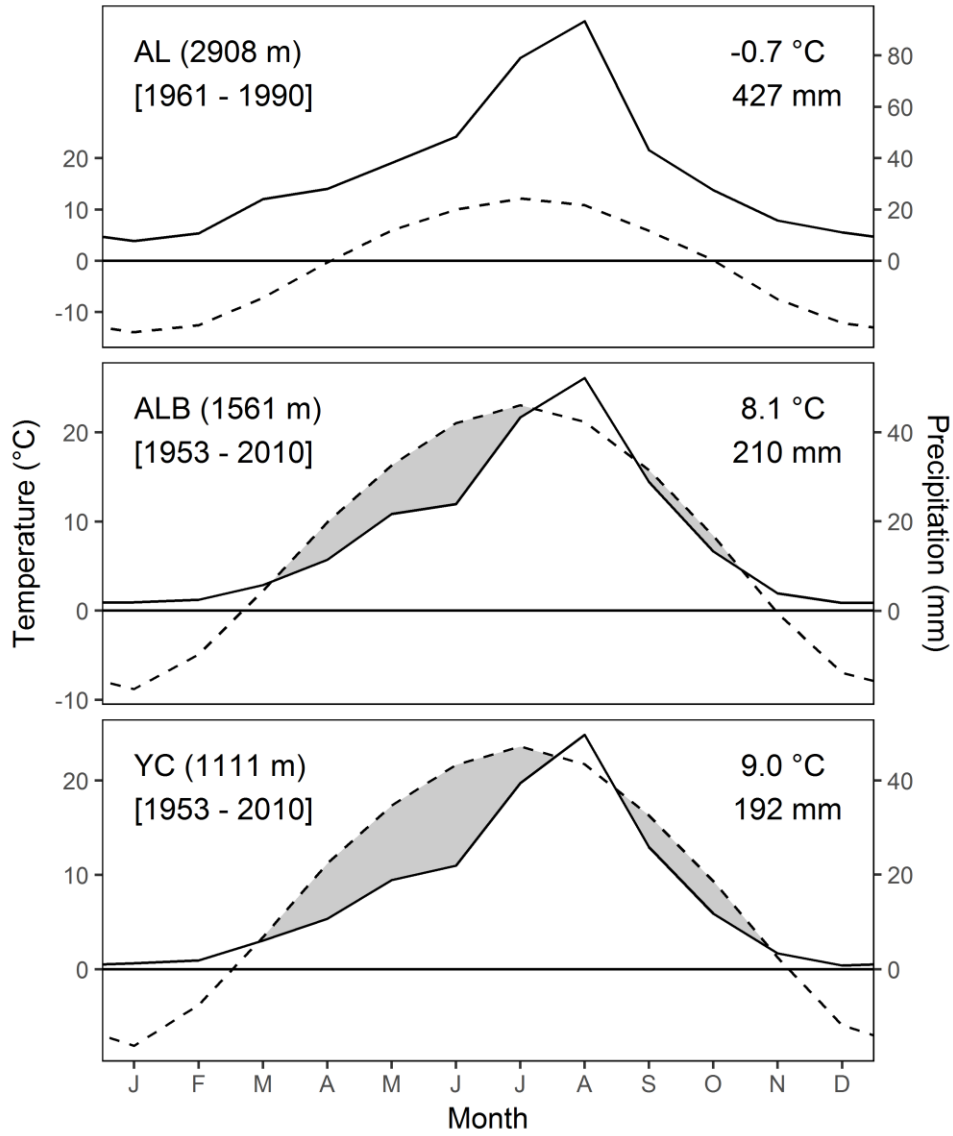 AL (2908 m)
[1961 - 1990]
-0.7 °C
427 mm
20
10
0
-10
80
60
40
20
0
ALB (1561 m)
[1953 - 2010]
8.1 °C
210 mm
20
10
0
-10
40
20
0
YC (1111 m)
[1953 - 2010]
9.0 °C
192 mm
20
10
0
40
20
0
Temperature (°C)
Precipitation (mm)
J F M A M J J A S O N D
Month